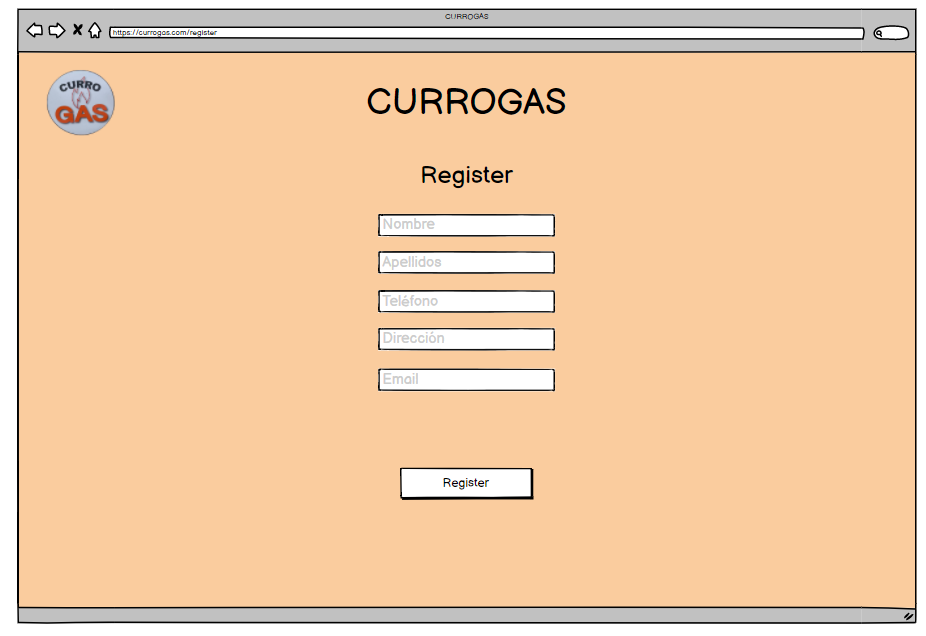 CURROGAS
https://currogas.com/register
CURRO
GAS
CURROGAS
Register
Nombre
Apellidos
Teléfono
Dirección
Email
Register